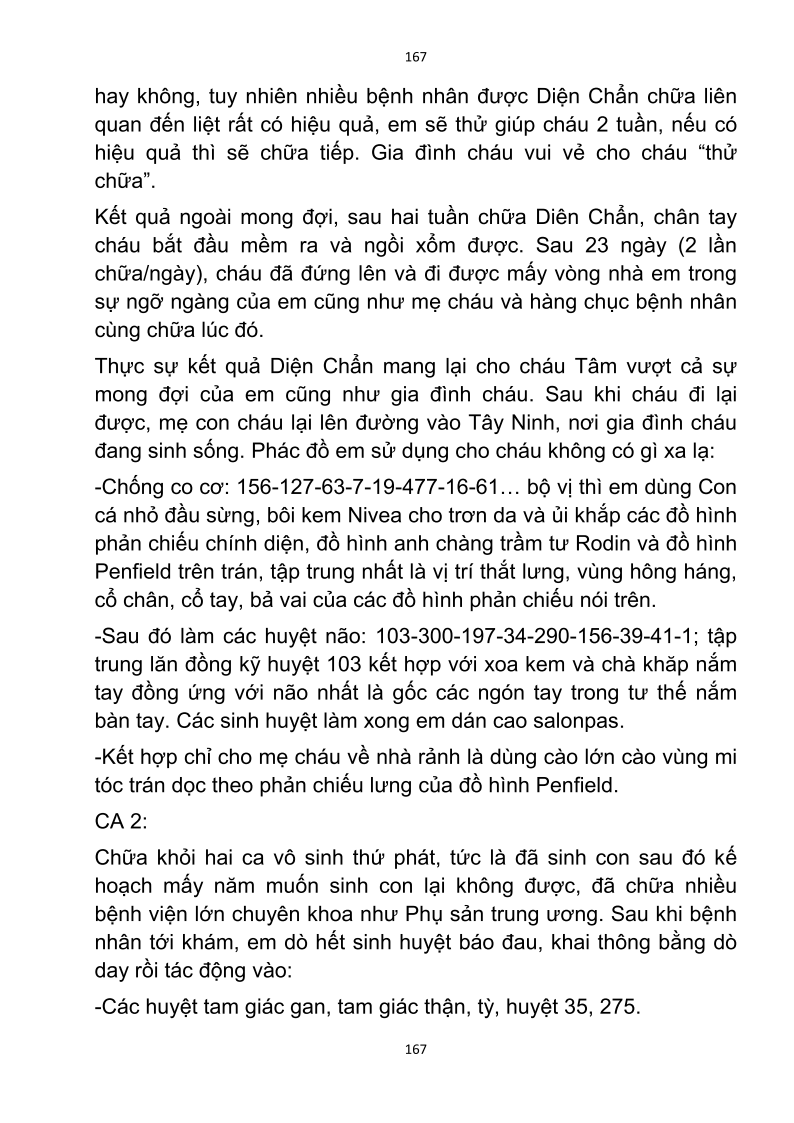 167
hay không, tuy nhiên nhiều bệnh nhân được Diện Chẩn chữa liên
quan đến liệt rất có hiệu quả, em sẽ thử giúp cháu 2 tuần, nếu có
hiệu quả thì sẽ chữa tiếp. Gia đình cháu vui vẻ cho cháu “thử
chữa”.
Kết quả ngoài mong đợi, sau hai tuần chữa Diên Chẩn, chân tay
cháu bắt đầu mềm ra và ngồi xổm được. Sau 23 ngày (2 lần
chữa/ngày), cháu đã đứng lên và đi được mấy vòng nhà em trong
sự ngỡ ngàng của em cũng như mẹ cháu và hàng chục bệnh nhân
cùng chữa lúc đó.
Thực sự kết quả Diện Chẩn mang lại cho cháu Tâm vượt cả sự
mong đợi của em cũng như gia đình cháu. Sau khi cháu đi lại
được, mẹ con cháu lại lên đường vào Tây Ninh, nơi gia đình cháu
đang sinh sống. Phác đồ em sử dụng cho cháu không có gì xa lạ:
-Chống co cơ: 156-127-63-7-19-477-16-61… bộ vị thì em dùng Con
cá nhỏ đầu sừng, bôi kem Nivea cho trơn da và ủi khắp các đồ hình
phản chiếu chính diện, đồ hình anh chàng trầm tư Rodin và đồ hình
Penfield trên trán, tập trung nhất là vị trí thắt lưng, vùng hông háng,
cổ chân, cổ tay, bả vai của các đồ hình phản chiếu nói trên.
-Sau đó làm các huyệt não: 103-300-197-34-290-156-39-41-1; tập
trung lăn đồng kỹ huyệt 103 kết hợp với xoa kem và chà khăp nắm
tay đồng ứng với não nhất là gốc các ngón tay trong tư thế nắm
bàn tay. Các sinh huyệt làm xong em dán cao salonpas.
-Kết hợp chỉ cho mẹ cháu về nhà rảnh là dùng cào lớn cào vùng mi
tóc trán dọc theo phản chiếu lưng của đồ hình Penfield.
CA 2:
Chữa khỏi hai ca vô sinh thứ phát, tức là đã sinh con sau đó kế
hoạch mấy năm muốn sinh con lại không được, đã chữa nhiều
bệnh viện lớn chuyên khoa như Phụ sản trung ương. Sau khi bệnh
nhân tới khám, em dò hết sinh huyệt báo đau, khai thông bằng dò
day rồi tác động vào:
-Các huyệt tam giác gan, tam giác thận, tỳ, huyệt 35, 275.
167